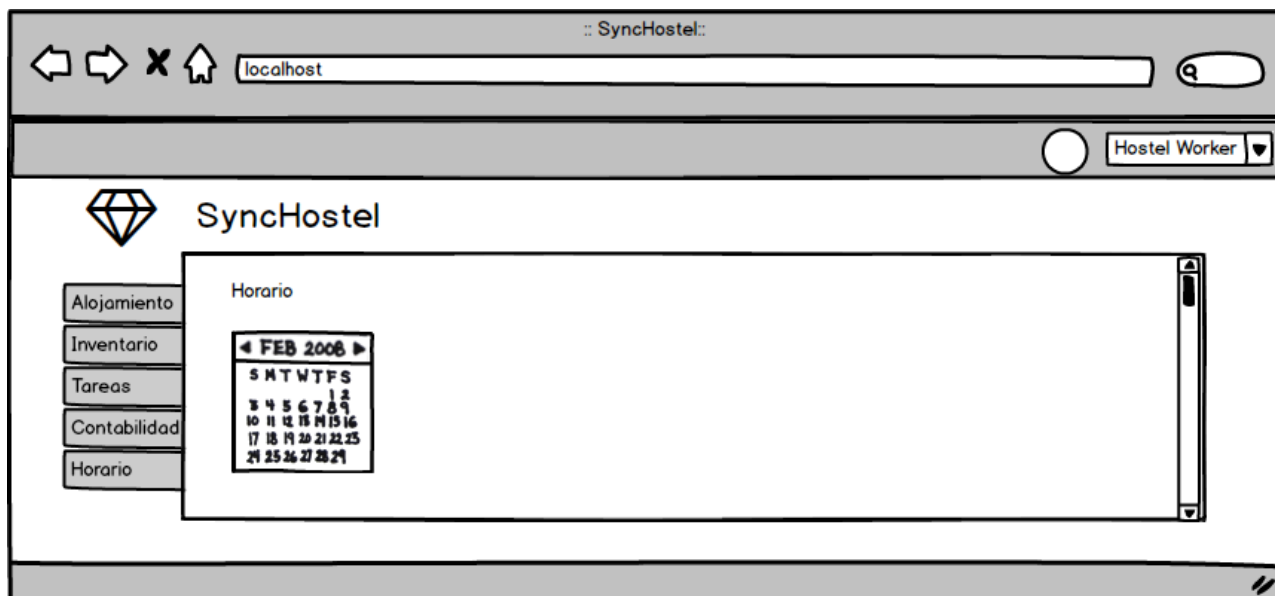 :: SyncHostel::
localhost
Hostel Worker
SyncHostel
Alojamiento
Inventario
Tareas
Contabilidad
Horario
Horario
FEB 2008
S M T W T F S
1 2
3 4 5 6 7 8 9
10 11 12 13 14 15 16
17 18 19 20 21 22 23
24 25 26 27 28 29